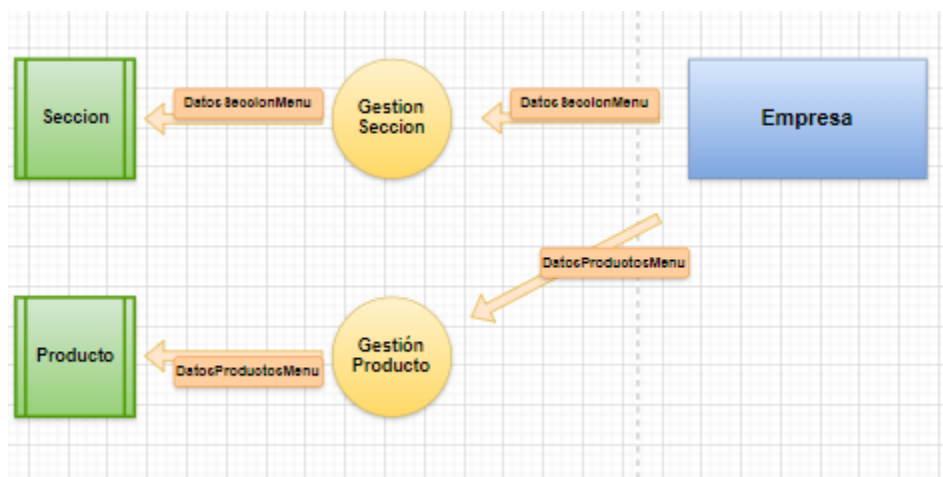 Seccion
Datos SeccionMenu
Gestion
Seccion
Datos SeccionMenu
Empresa
DatosProductosMenu
Producto
DatosProductosMenu
Gestión
Producto